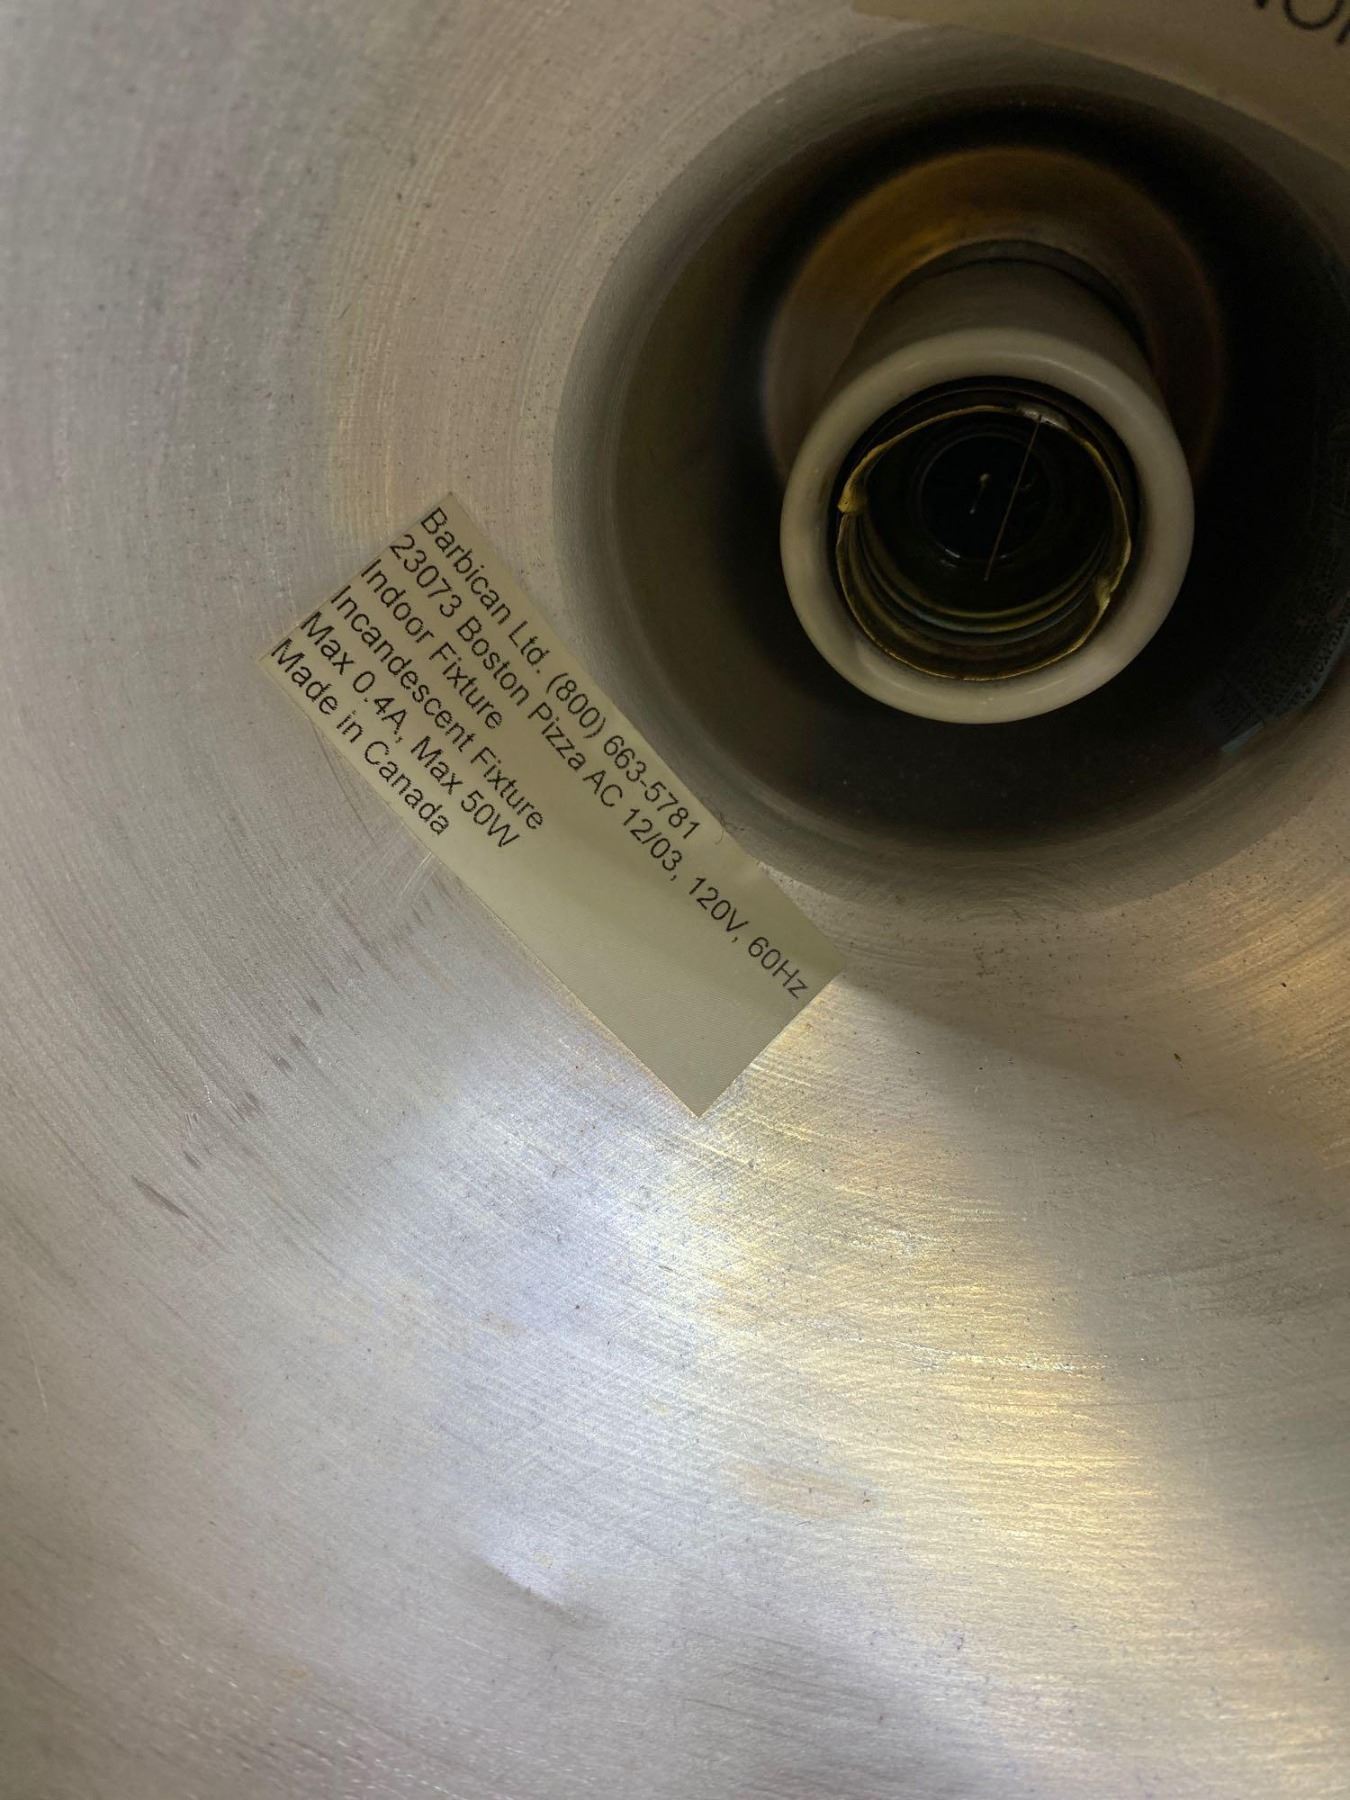 Barbican Ltd. (800) 663-5781
23073 Boston Pizza AC 12/03, 120V, 60Hz
Indoor Fixture
Incandescent Fixture
Max 0.4A, Max 50W
Made in Canada